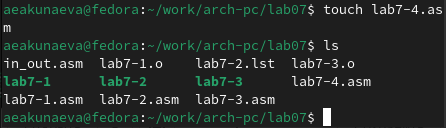 aeakunaeva@fedora:~/work/arch-pc/lab07$ touch lab7-4.as
m
aeakunaeva@fedora:~/work/arch-pc/lab07$ ls
in_out.asm  lab7-1.o    lab7-2.lst  lab7-3.o
lab7-1      lab7-2      lab7-3      lab7-4.asm
lab7-1.asm  lab7-2.asm  lab7-3.asm
aeakunaeva@fedora:~/work/arch-pc/lab07$